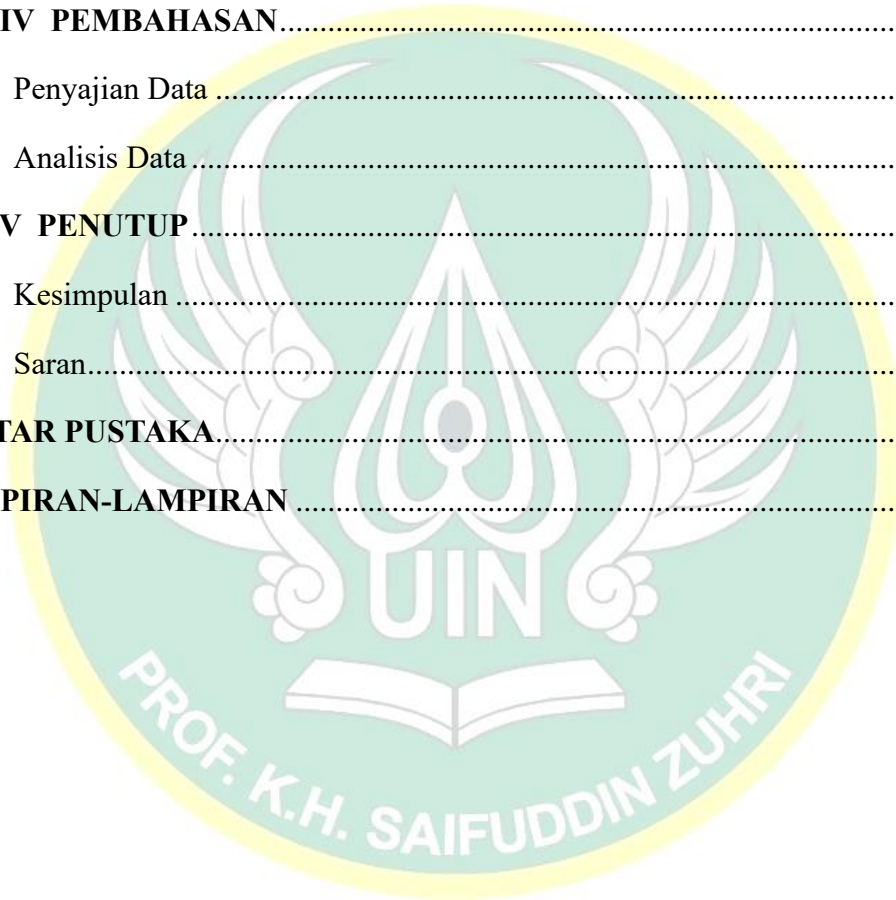 IV PEMBAHASAN........................................................................
Penyajian Data ........................................................................
Analisis Data ........................................................................
V PENUTUP........................................................................
Kesimpulan ........................................................................
Saran........................................................................
TAR PUSTAKA........................................................................
PIRAN-LAMPIRAN ........................................................................
UIN
PROF. K.H. SAIFUDDIN ZUHRI